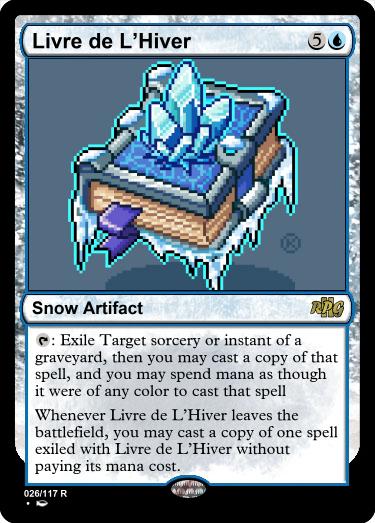 Livre de L'Hiver 5
Snow Artifact RPG
: Exile Target sorcery or instant of a
graveyard, then you may cast a copy of that
spell, and you may spend mana as though
it were of any color to cast that spell
Whenever Livre de L'Hiver leaves the
battlefield, you may cast a copy of one spell
exiled with Livre de L'Hiver without
paying its mana cost.
026/117 R